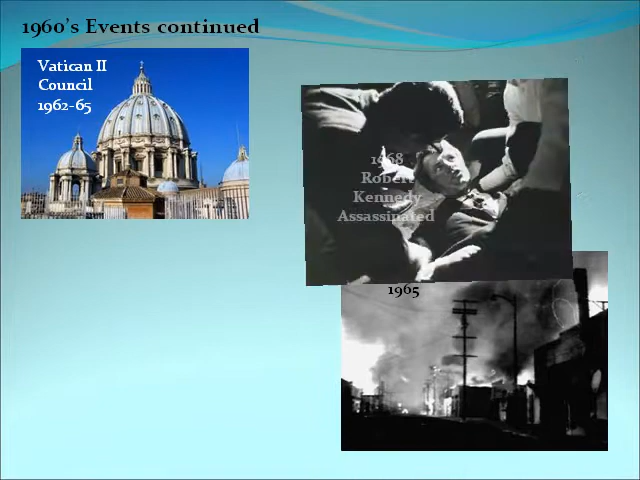 1960's Events continued
Vatican II
Council
1962-65
1968
Robert
Kennedy
Assassinated
1965